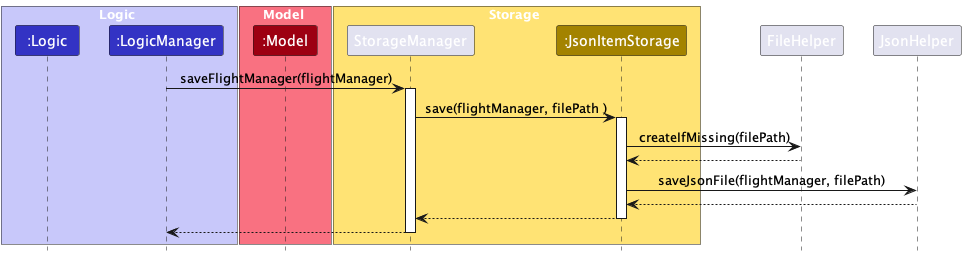 Logic Model Storage
:Logic :LogicManager :Model StorageManager :JsonItemStorage FileHelper JsonHelper
saveFlightManager(flightManager)
save(flightManager, filePath )
createIfMissing(filePath)
saveJsonFile(flightManager, filePath)